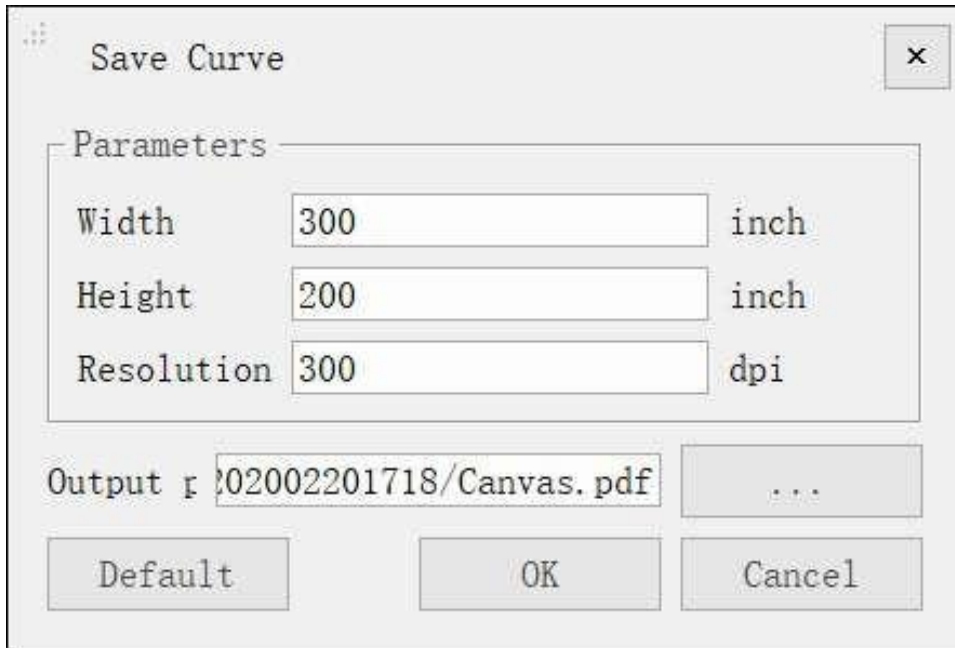 Save Curve
×
Parameters
Width 300 inch
Height 200 inch
Resolution 300 dpi
Output p 202002201718/Canvas.pdf ...
Default OK Cancel